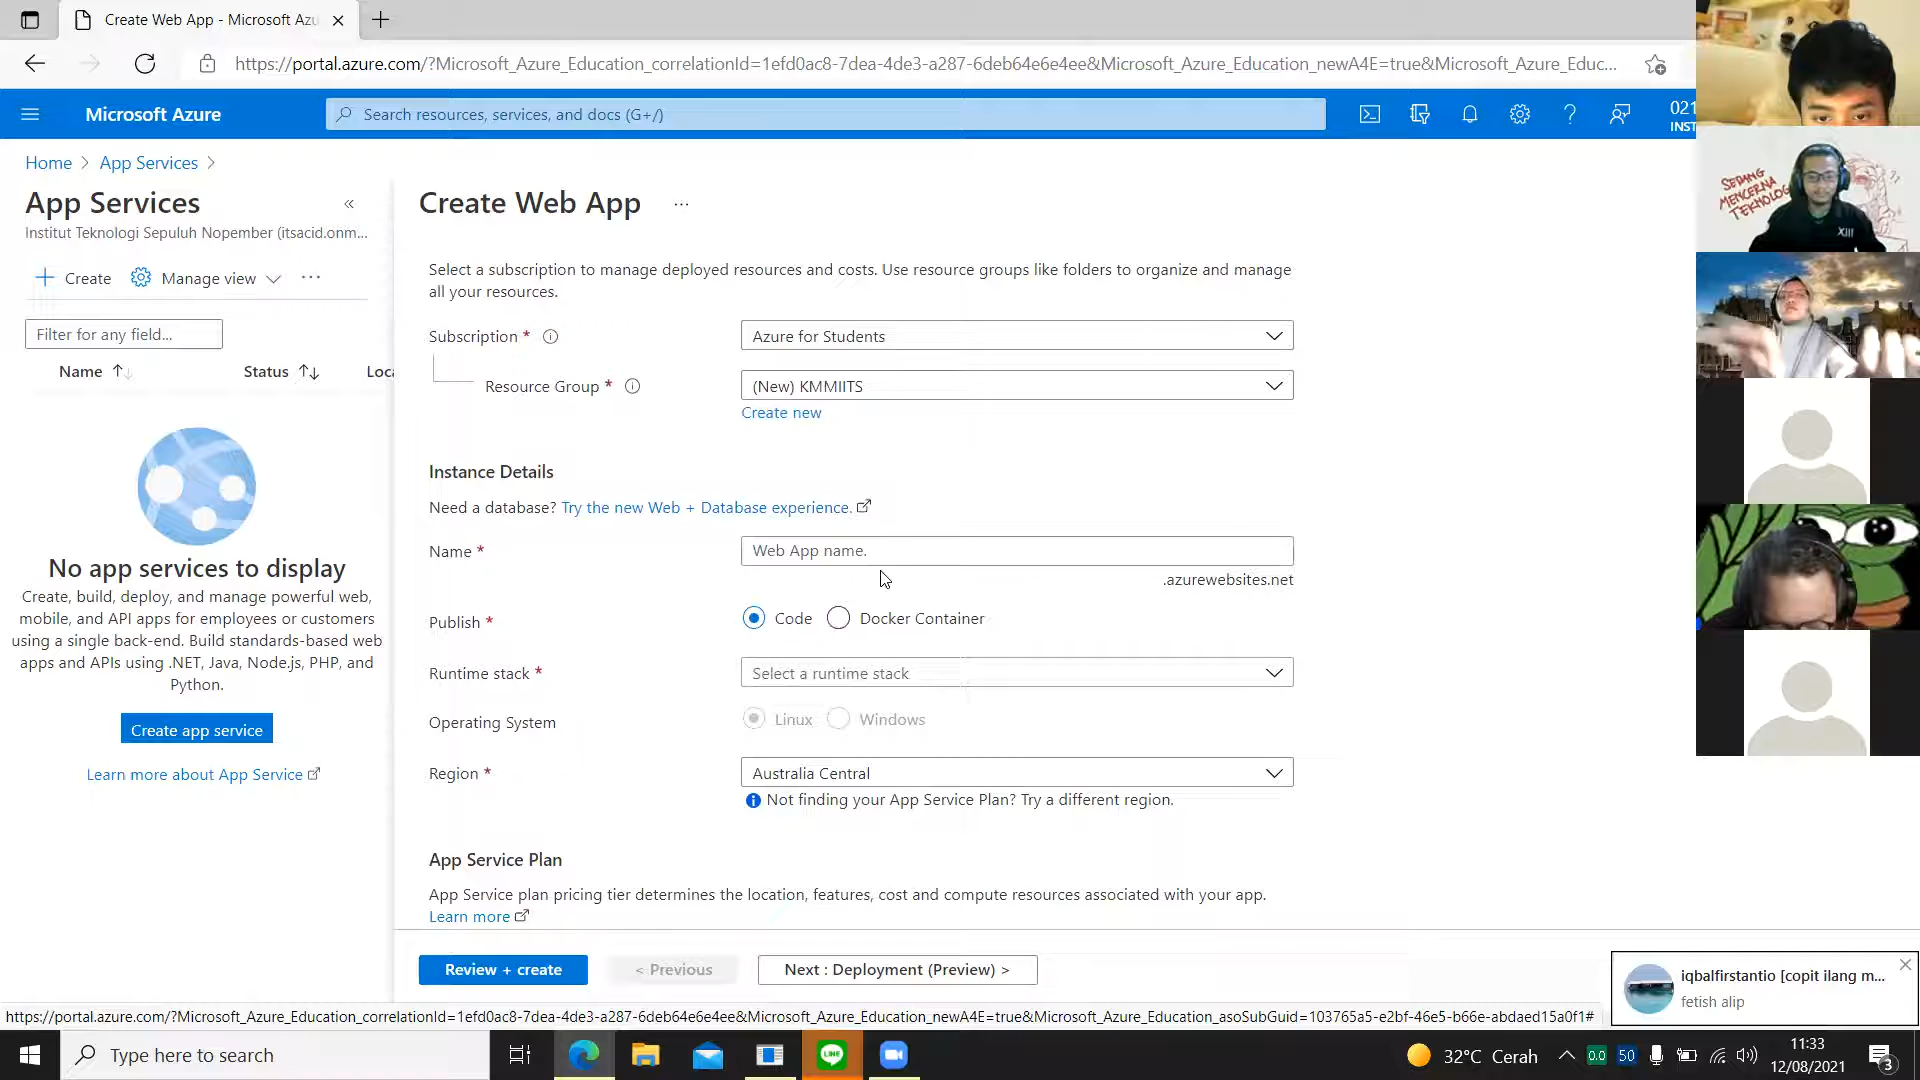 Create Web App - Microsoft Azu
https://portal.azure.com/?Microsoft_Azure_Education_correlationId=1efd0ac8-7dea-4de3-a287-6deb64e6e4ee&Microsoft_Azure_Education_newA4E=true&Microsoft_Azure_Educ...
Microsoft Azure
Search resources, services, and docs (G+/)
021
INST
Home > App Services >
App Services
«
Institut Teknologi Sepuluh Nopember (itsacid.onm...
+ Create
Manage view
...
Filter for any field...
Name ↑↓
Status ↑↓
Loca
No app services to display
Create, build, deploy, and manage powerful web,
mobile, and API apps for employees or customers
using a single back-end. Build standards-based web
apps and APIs using .NET, Java, Node.js, PHP, and
Python.
Create app service
Learn more about App Service
Create Web App
...
Select a subscription to manage deployed resources and costs. Use resource groups like folders to organize and manage
all your resources.
Subscription *
Azure for Students
Resource Group *
(New) KMMIITS
Create new
Instance Details
Need a database? Try the new Web + Database experience.
Name *
Web App name.
.azurewebsites.net
Publish *
Code
Docker Container
Runtime stack *
Select a runtime stack
Operating System
Linux
Windows
Region *
Australia Central
Not finding your App Service Plan? Try a different region.
App Service Plan
App Service plan pricing tier determines the location, features, cost and compute resources associated with your app.
Learn more
Review + create
< Previous
Next : Deployment (Preview) >
SEDANG
MENCERNA
TEKNOLOGI
XIII
iqbalfirstantio [copit ilang m...
fetish alip
https://portal.azure.com/?Microsoft_Azure_Education_correlationId=1efd0ac8-7dea-4de3-a287-6deb64e6e4ee&Microsoft_Azure_Education_newA4E=true&Microsoft_Azure_Education_asoSubGuid=103765a5-e2bf-46e5-b66e-abdaed15a0f1#
Type here to search
LINE
32°C Cerah
0.0
50
11:33
12/08/2021
3